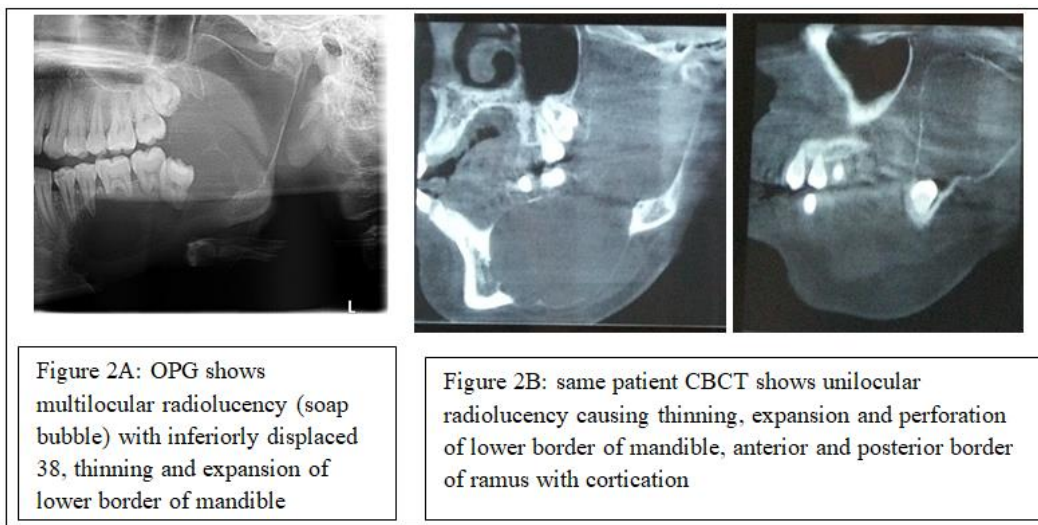 L
Figure 2A: OPG shows
multilocular radiolucency (soap
bubble) with inferiorly displaced
38, thinning and expansion of
lower border of mandible
Figure 2B: same patient CBCT shows unilocular
radiolucency causing thinning, expansion and perforation
of lower border of mandible, anterior and posterior border
of ramus with cortication